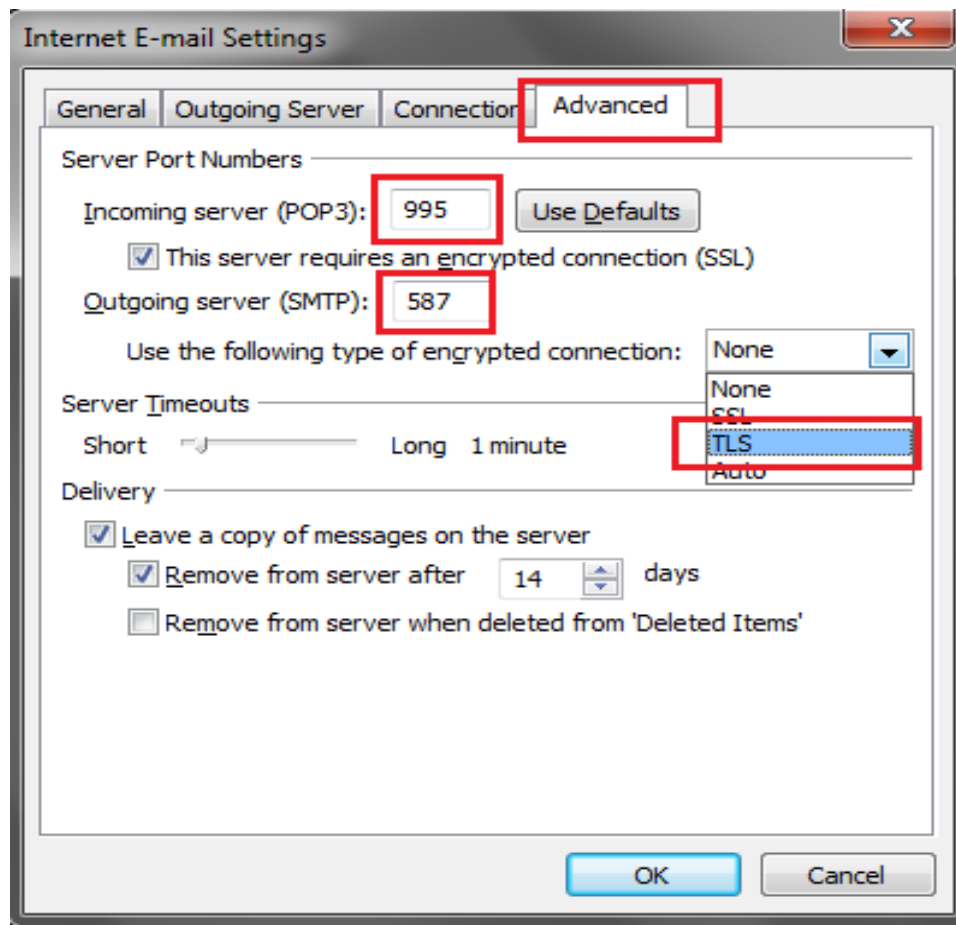 Internet E-mail Settings
General Outgoing Server Connection Advanced
Server Port Numbers
Incoming server (POP3): 995 Use Defaults
This server requires an encrypted connection (SSL)
Outgoing server (SMTP): 587
Use the following type of encrypted connection: None
None
Server Timeouts
SSL
Short Long 1 minute
TLS
Auto
Delivery
Leave a copy of messages on the server
Remove from server after 14 days
Remove from server when deleted from 'Deleted Items'
OK Cancel